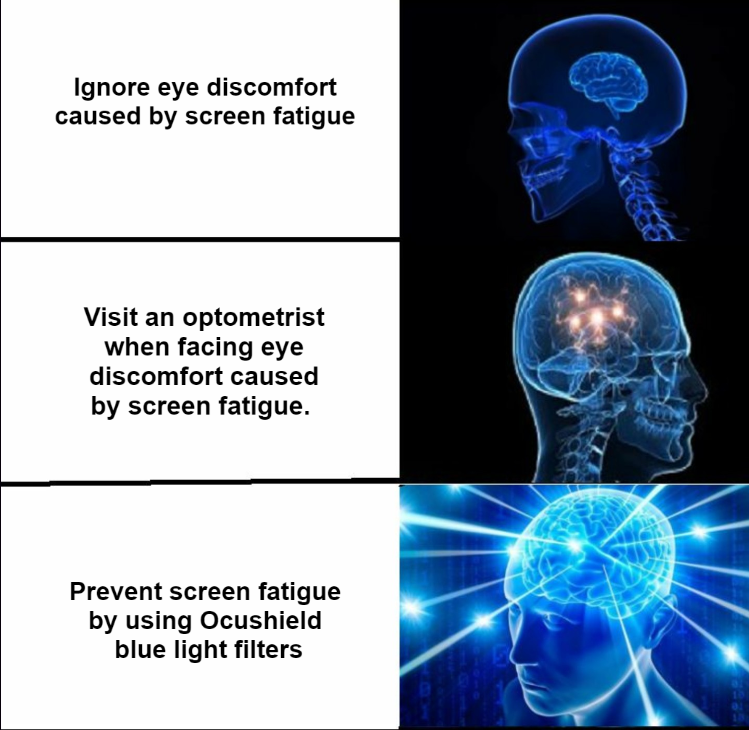 Ignore eye discomfort
caused by screen fatigue
Visit an optometrist
when facing eye
discomfort caused
by screen fatigue.
Prevent screen fatigue
by using Ocushield
blue light filters